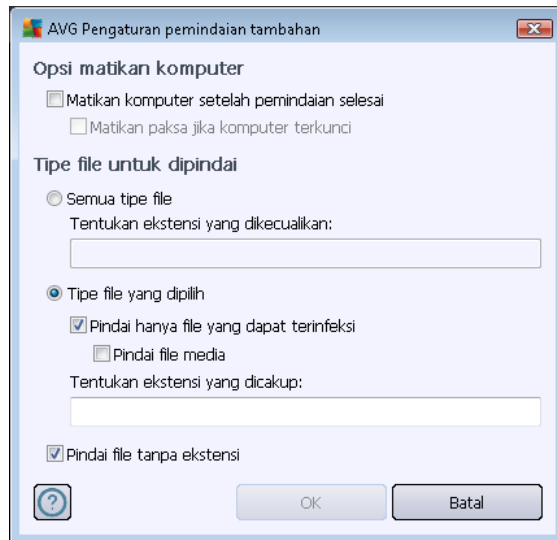 AVG Pengaturan pemindaian tambahan
Opsi matikan komputer
Matikan komputer setelah pemindaian selesai
Matikan paksa jika komputer terkunci
Tipe file untuk dipindai
Semua tipe file
Tentukan ekstensi yang dikecualikan:
Tipe file yang dipilih
Pindai hanya file yang dapat terinfeksi
Pindai file media
Tentukan ekstensi yang dicakup:
Pindai file tanpa ekstensi
? OK Batal